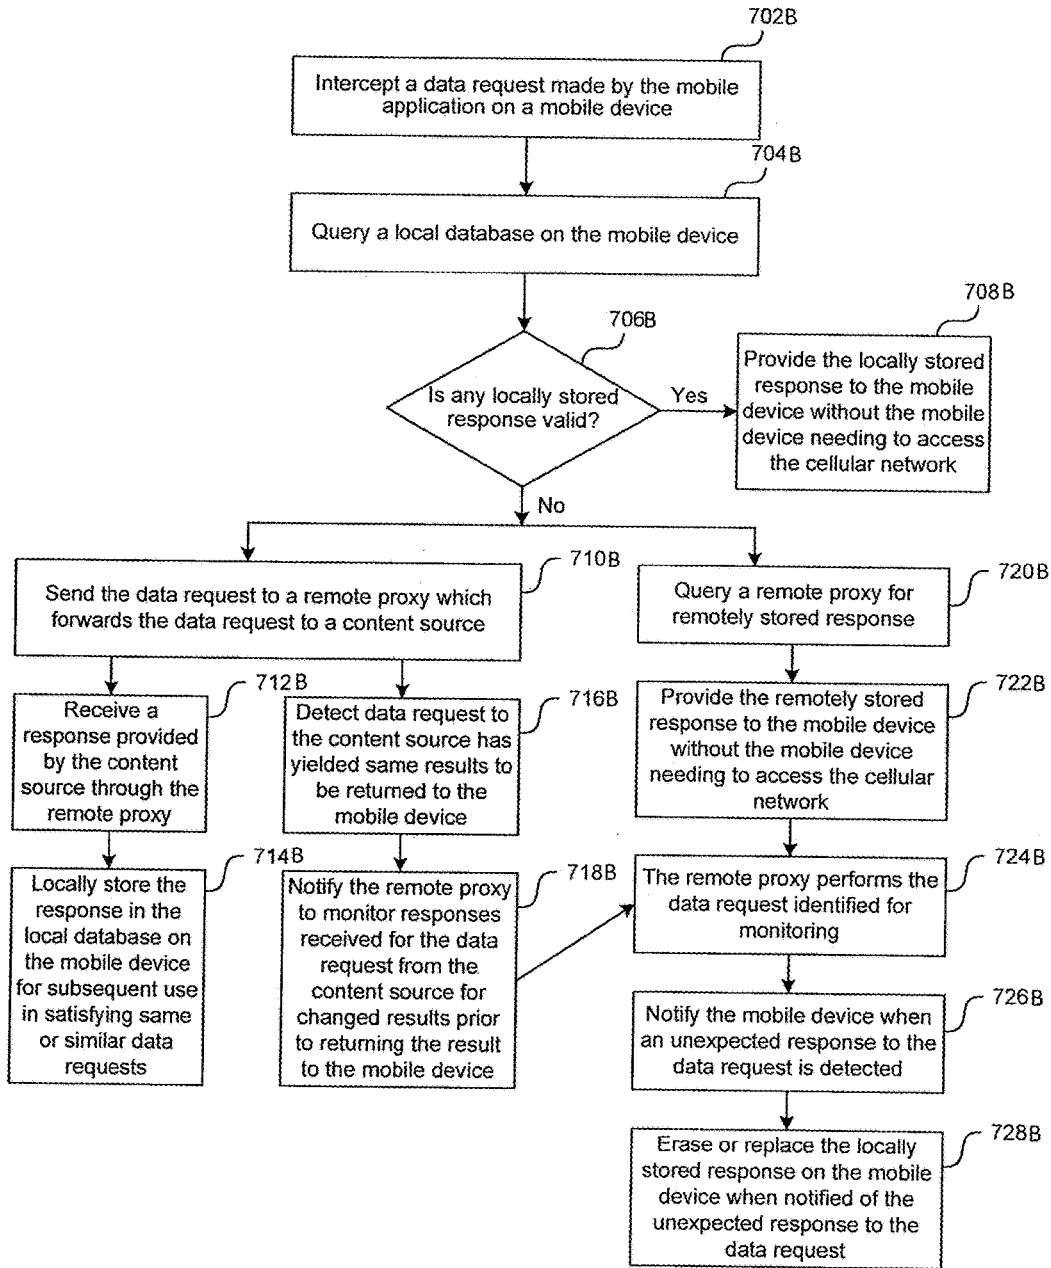 702B
Intercept a data request made by the mobile
application on a mobile device
704B
Query a local database on the mobile device
706B
Is any locally stored
response valid?
Yes
708B
Provide the locally stored
response to the mobile
device without the mobile
device needing to access
the cellular network
No
710B
Send the data request to a remote proxy which
forwards the data request to a content source
712B
Receive a
response provided
by the content
source through the
remote proxy
714B
Locally store the
response in the
local database on
the mobile device
for subsequent use
in satisfying same
or similar data
requests
716B
Detect data request to
the content source has
yielded same results to
be returned to the
mobile device
718B
Notify the remote proxy
to monitor responses
received for the data
request from the
content source for
changed results prior
to returning the result
to the mobile device
720B
Query a remote proxy for
remotely stored response
722B
Provide the remotely stored
response to the mobile device
without the mobile device
needing to access the cellular
network
724B
The remote proxy performs the
data request identified for
monitoring
726B
Notify the mobile device when
an unexpected response to the
data request is detected
728B
Erase or replace the locally
stored response on the mobile
device when notified of the
unexpected response to the
data request